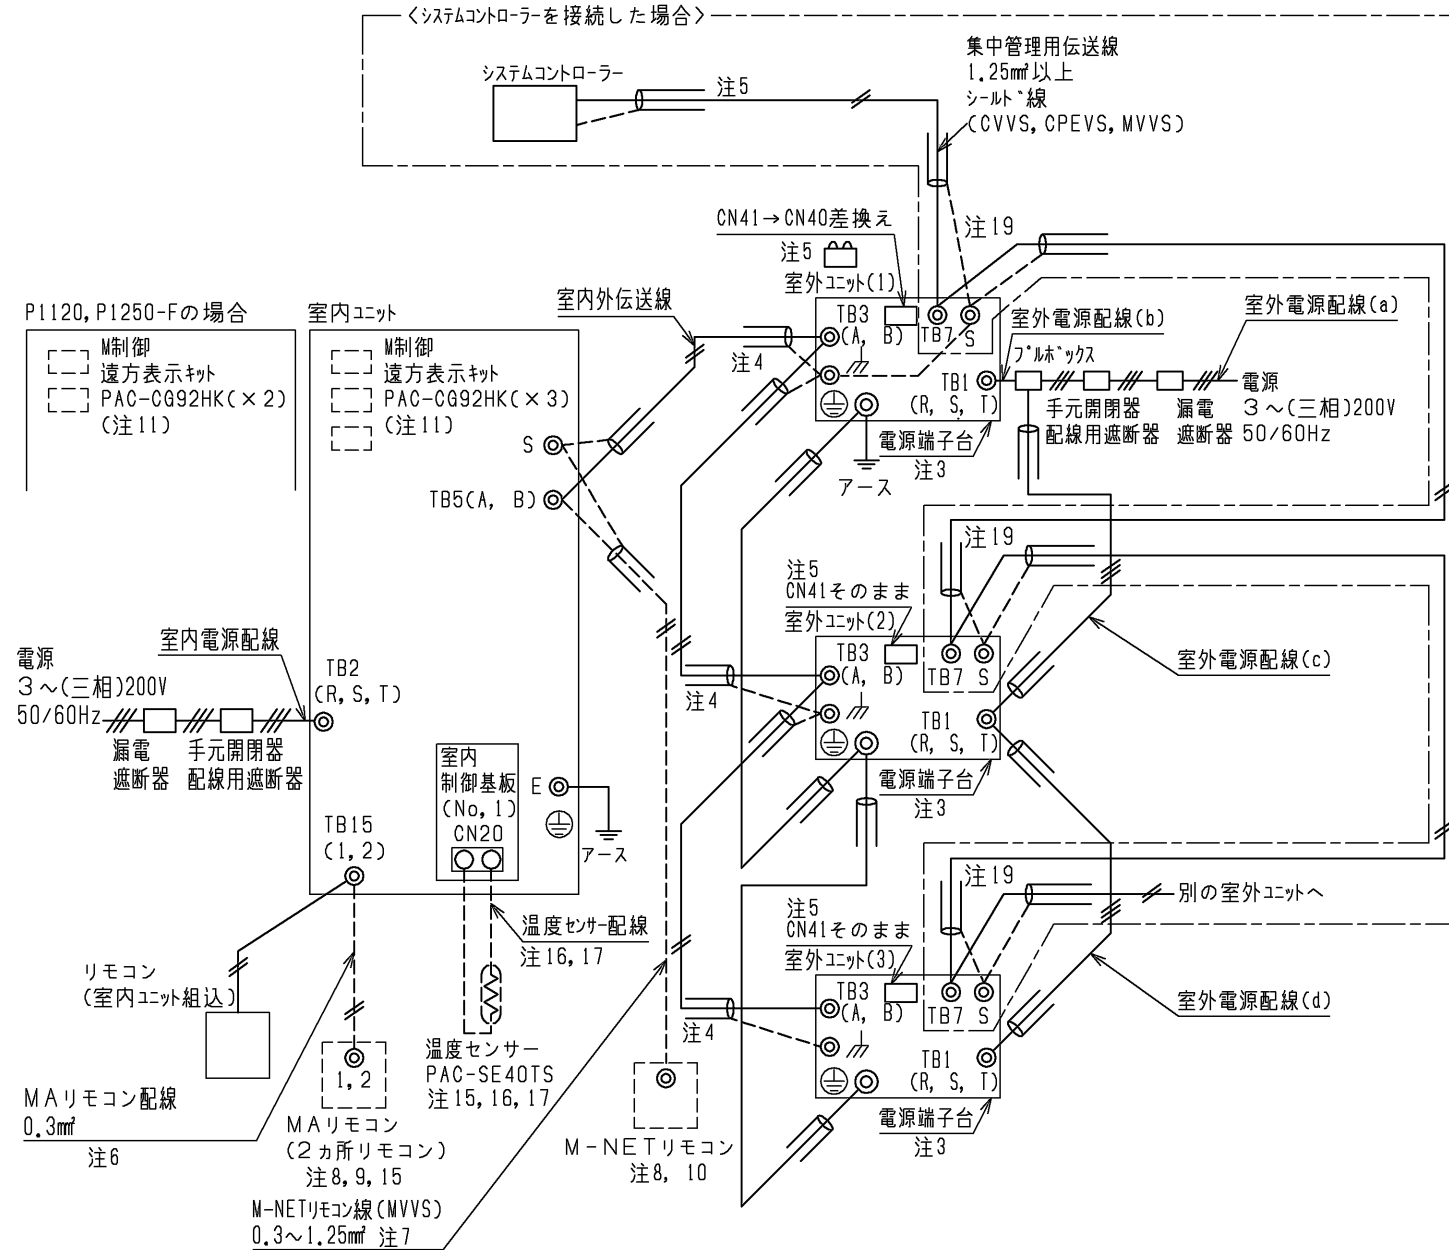 〈システムコントローラーを接続した場合〉
システムコントローラー
注5
集中管理用伝送線
1.25mm²以上
シールド線
(CVVS, CPEVS, MVVS)
CN41→CN40差換え
注5
室外ユニット(1)
注19
室内外伝送線
注4
TB3
(A, B)
TB7
S
TB1
(R, S, T)
電源端子台
注3
アース
室外電源配線(b)
プルボックス
室外電源配線(a)
手元開閉器
配線用遮断器
漏電
遮断器
電源
3～(三相)200V
50/60Hz
P1120, P1250-Fの場合
M制御
遠方表示キット
PAC-CG92HK(×2)
(注11)
室内ユニット
M制御
遠方表示キット
PAC-CG92HK(×3)
(注11)
S
TB5(A, B)
室内電源配線
電源
3～(三相)200V
50/60Hz
漏電
遮断器
手元開閉器
配線用遮断器
TB2
(R, S, T)
室内
制御基板
(No,1)
CN20
E
アース
TB15
(1, 2)
注5
CN41そのまま
室外ユニット(2)
注19
注4
TB3
(A, B)
TB7
S
TB1
(R, S, T)
電源端子台
注3
室外電源配線(c)
注5
CN41そのまま
室外ユニット(3)
注19
別の室外ユニットへ
注4
TB3
(A, B)
TB7
S
TB1
(R, S, T)
電源端子台
注3
室外電源配線(d)
温度センサー配線
注16, 17
リモコン
(室内ユニット組込)
MAリモコン配線
0.3mm²
注6
1, 2
MAリモコン
(2ヵ所リモコン)
注8, 9, 15
温度センサー
PAC-SE40TS
注15, 16, 17
M-NETリモコン
注8, 10
M-NETリモコン線(MVVS)
0.3～1.25mm² 注7